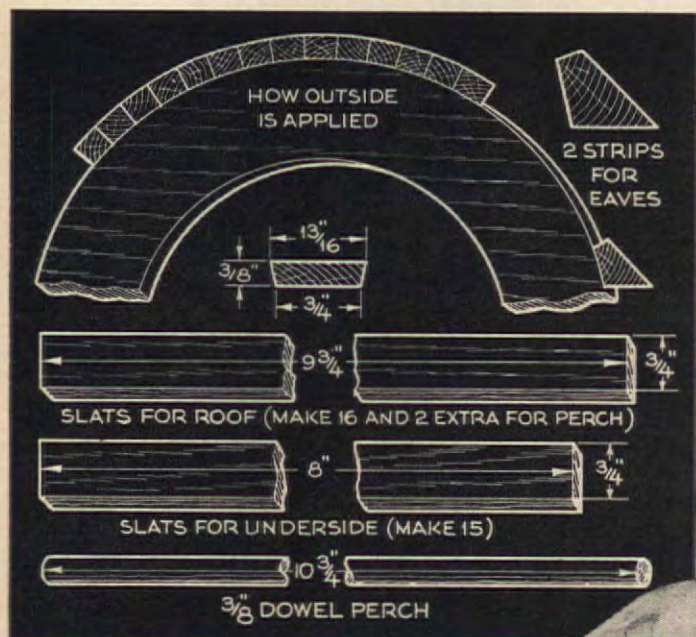 HOW OUTSIDE
IS APPLIED
2 STRIPS
FOR
EAVES
13/16"
3/8"
3/4"
9 3/4"
3/4"
SLATS FOR ROOF (MAKE 16 AND 2 EXTRA FOR PERCH)
8"
3/4"
SLATS FOR UNDERSIDE (MAKE 15)
10 3/4"
3/8 DOWEL PERCH